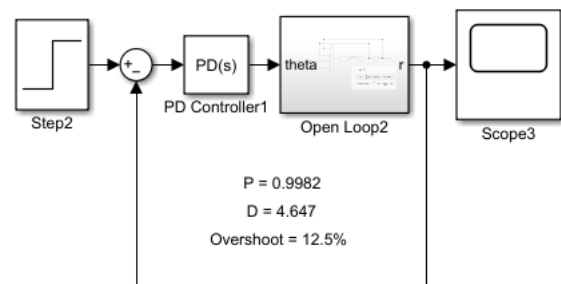 Step2
PD(s)
PD Controller1
theta
r
Open Loop2
Scope3
P = 0.9982
D = 4.647
Overshoot = 12.5%